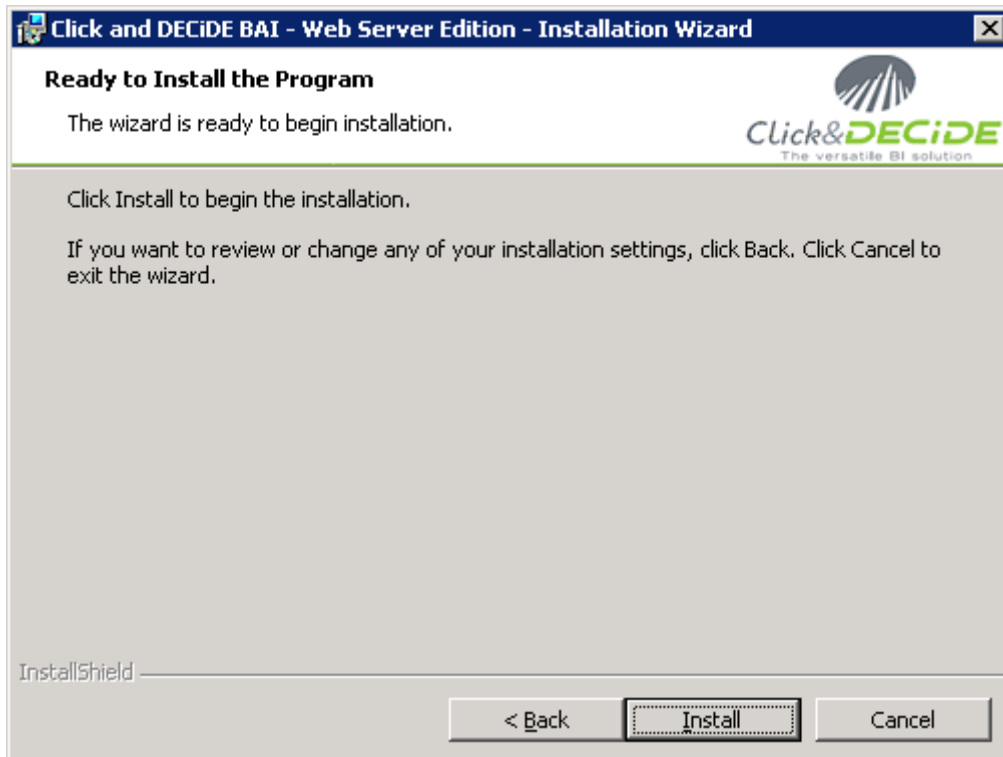 Click and DECiDE BAI - Web Server Edition - Installation Wizard
Ready to Install the Program
The wizard is ready to begin installation.
Click&DECiDE
The versatile BI solution
Click Install to begin the installation.
If you want to review or change any of your installation settings, click Back. Click Cancel to
exit the wizard.
InstallShield
< Back Install Cancel